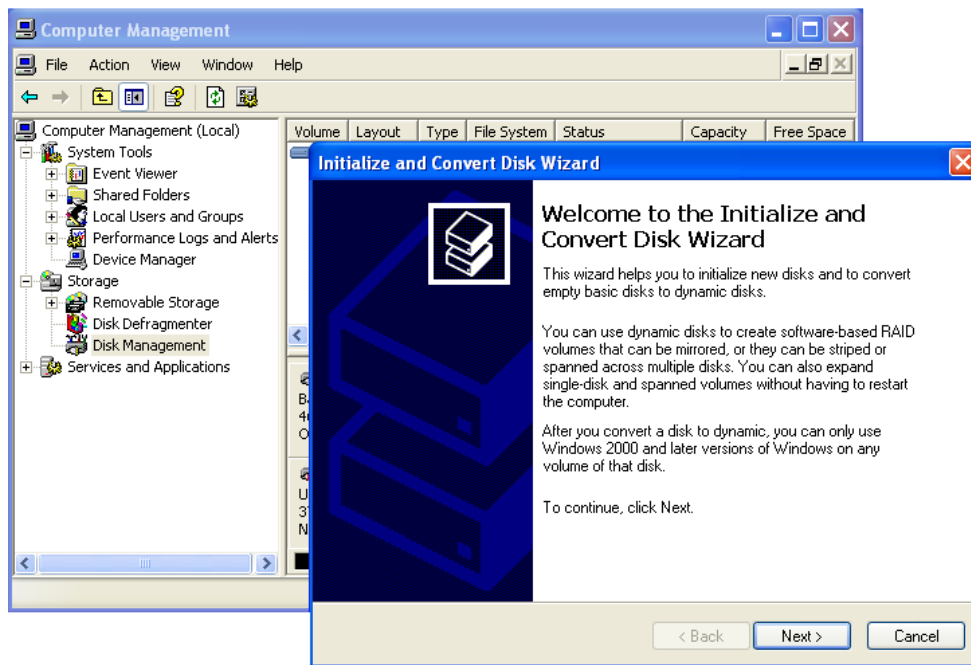 Computer Management
File Action View Window Help
Computer Management (Local)
System Tools
Event Viewer
Shared Folders
Local Users and Groups
Performance Logs and Alerts
Device Manager
Storage
Removable Storage
Disk Defragmenter
Disk Management
Services and Applications
Volume Layout Type File System Status Capacity Free Space
Initialize and Convert Disk Wizard
Welcome to the Initialize and
Convert Disk Wizard
This wizard helps you to initialize new disks and to convert
empty basic disks to dynamic disks.
You can use dynamic disks to create software-based RAID
volumes that can be mirrored, or they can be striped or
spanned across multiple disks. You can also expand
single-disk and spanned volumes without having to restart
the computer.
After you convert a disk to dynamic, you can only use
Windows 2000 and later versions of Windows on any
volume of that disk.
To continue, click Next.
< Back Next > Cancel